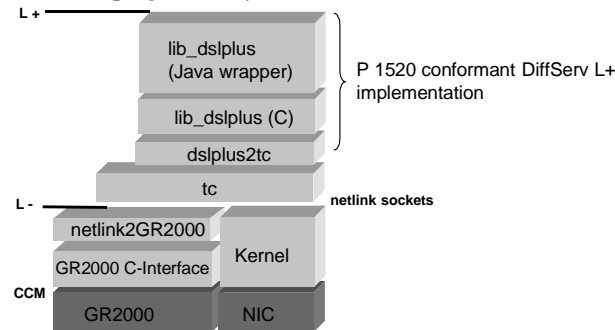 L +
lib_dslplus
(Java wrapper)
P 1520 conformant DiffServ L+
implementation
lib_dslplus (C)
dslplus2tc
tc
L -
netlink sockets
netlink2GR2000
Kernel
GR2000 C-Interface
CCM
GR2000
NIC